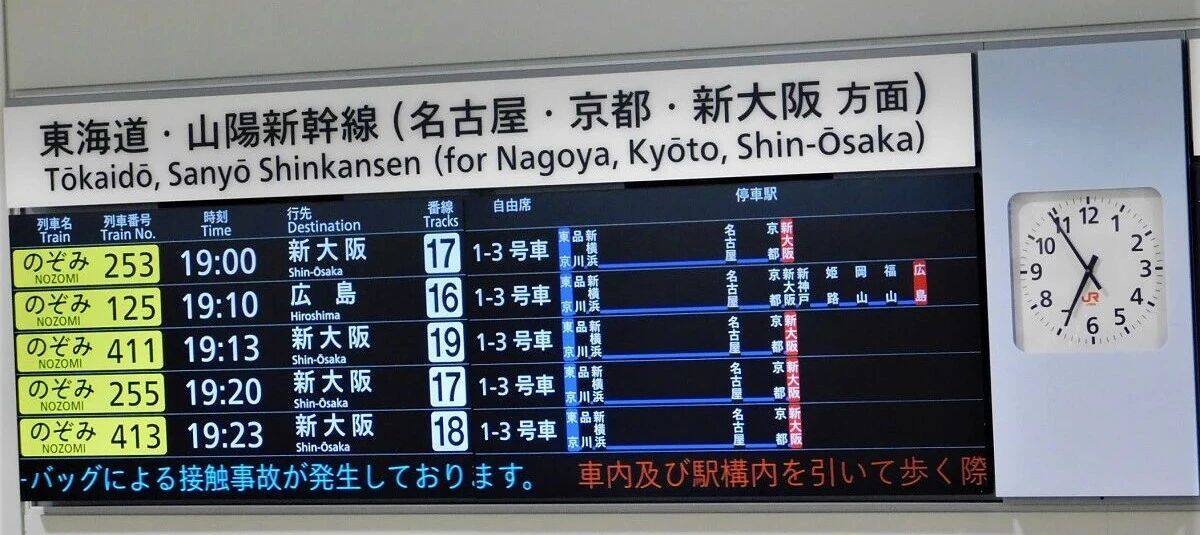 東海道・山陽新幹線(名古屋・京都・新大阪 方面)
Tōkaidō, Sanyō Shinkansen (for Nagoya, Kyōto, Shin-Ōsaka)
列車名 列車番号 時刻 行先 番線 自由席 停車駅
Train Train No. Time Destination Tracks
のぞみ 253 19:00 新大阪 17 1-3 号車 東京 品川 新横浜 名古屋 京都 新大阪
NOZOMI Shin-Ōsaka
のぞみ 125 19:10 広島 16 1-3 号車 東京 品川 新横浜 名古屋 京都 新大阪 新神戸 姫路 岡山 福山 広島
NOZOMI Hiroshima
のぞみ 411 19:13 新大阪 19 1-3 号車 東京 品川 新横浜 名古屋 京都 新大阪
NOZOMI Shin-Ōsaka
のぞみ 255 19:20 新大阪 17 1-3 号車 東京 品川 新横浜 名古屋 京都 新大阪
NOZOMI Shin-Ōsaka
のぞみ 413 19:23 新大阪 18 1-3 号車 東京 品川 新横浜 名古屋 京都 新大阪
NOZOMI Shin-Ōsaka
ーバッグによる接触事故が発生しております。 車内及び駅構内を引いて歩く際
12 1 2 3 4 5 6 7 8 9 10 11
JR